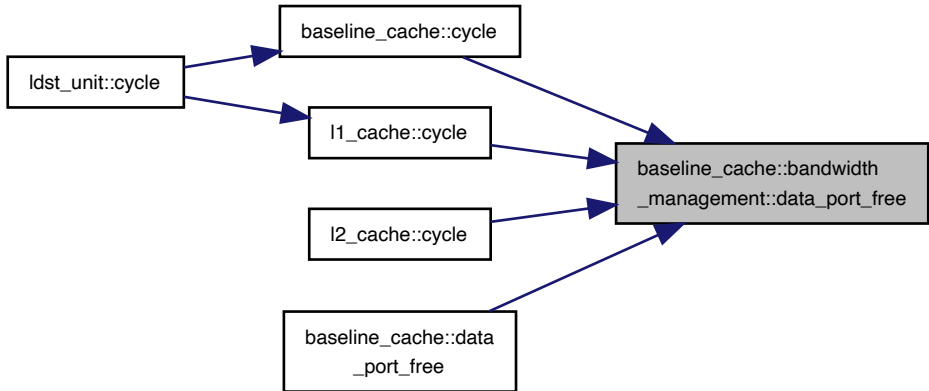 baseline_cache::cycle
ldst_unit::cycle
l1_cache::cycle
baseline_cache::bandwidth
_management::data_port_free
l2_cache::cycle
baseline_cache::data
_port_free